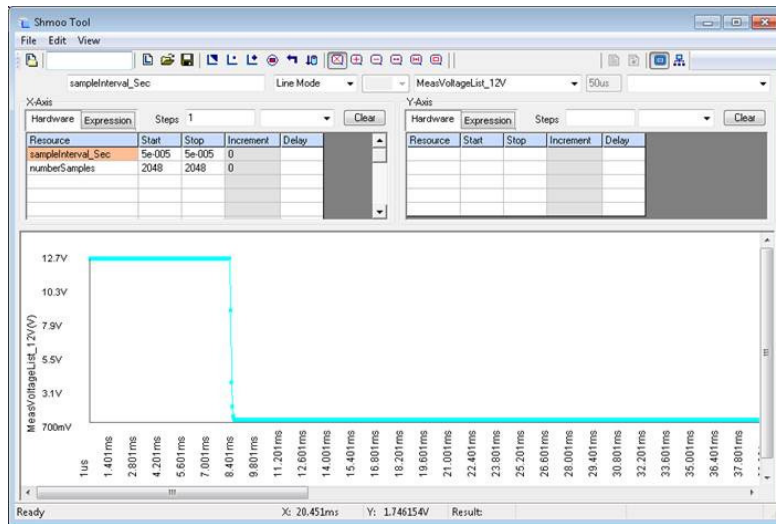 Shmoo Tool
File Edit View
sampleInterval_Sec Line Mode MeasVoltageList_12V 50us
X-Axis Y-Axis
Hardware Expression Steps 1 Clear Hardware Expression Steps Clear
Resource Start Stop Increment Delay Resource Start Stop Increment Delay
sampleInterval_Sec 5e-005 5e-005 0
numberSamples 2048 2048 0
MeasVoltageList_12V(V)
12.7V
10.3V
7.9V
5.5V
3.1V
700mV
1us 1.401ms 2.801ms 4.201ms 5.601ms 7.001ms 8.401ms 9.801ms 11.201ms 12.601ms 14.001ms 15.401ms 16.801ms 18.201ms 19.601ms 21.001ms 22.401ms 23.801ms 25.201ms 26.601ms 28.001ms 29.401ms 30.801ms 32.201ms 33.601ms 35.001ms 36.401ms 37.801ms
Ready X: 20.451ms Y: 1.746154V Result: